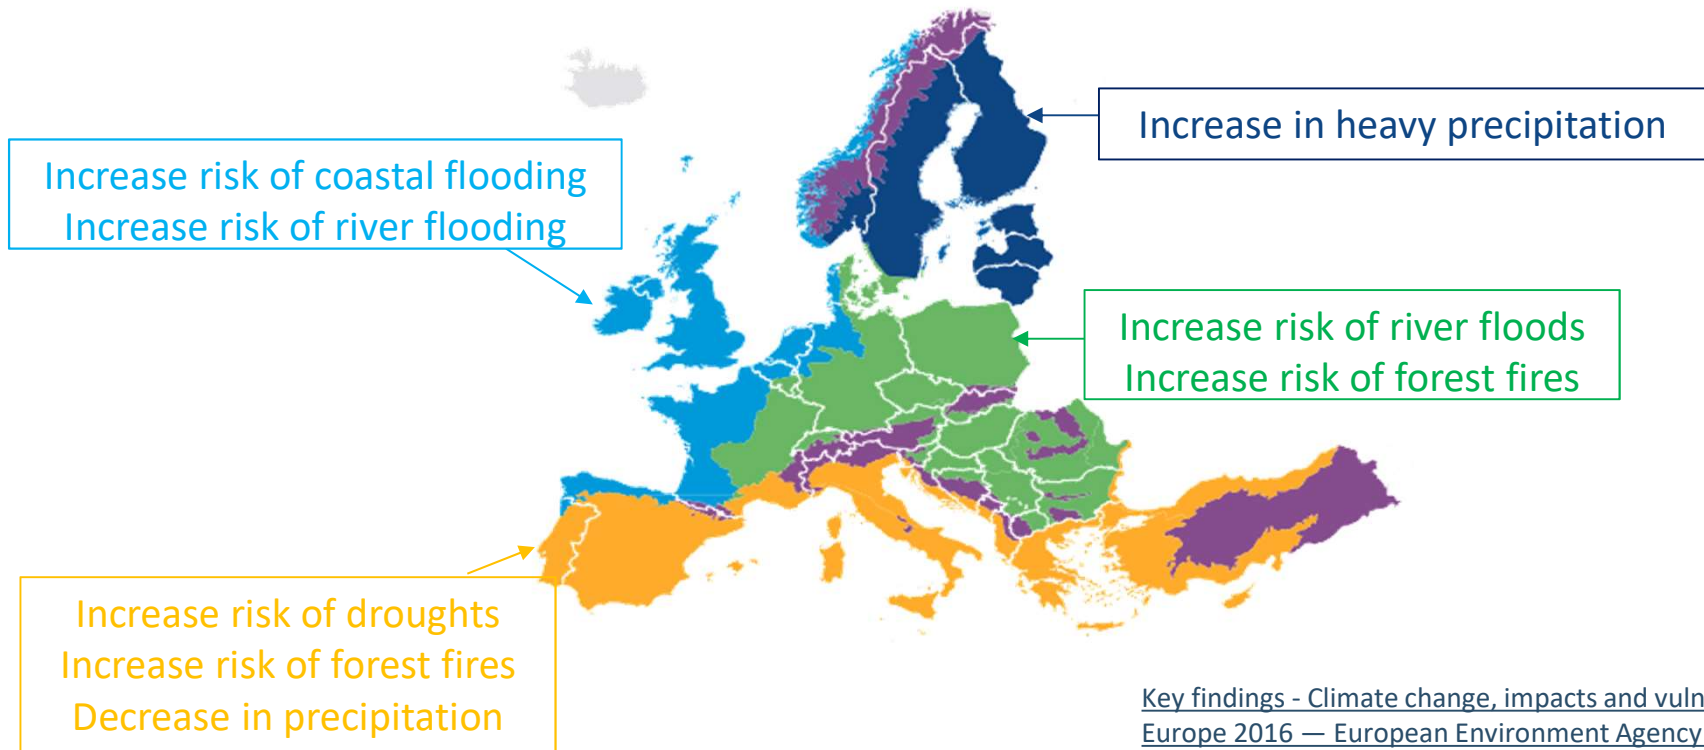 Increase in heavy precipitation
Increase risk of coastal flooding
Increase risk of river flooding
Increase risk of river floods
Increase risk of forest fires
Increase risk of droughts
Increase risk of forest fires
Decrease in precipitation
Key findings - Climate change, impacts and vuln
Europe 2016 — European Environment Agency